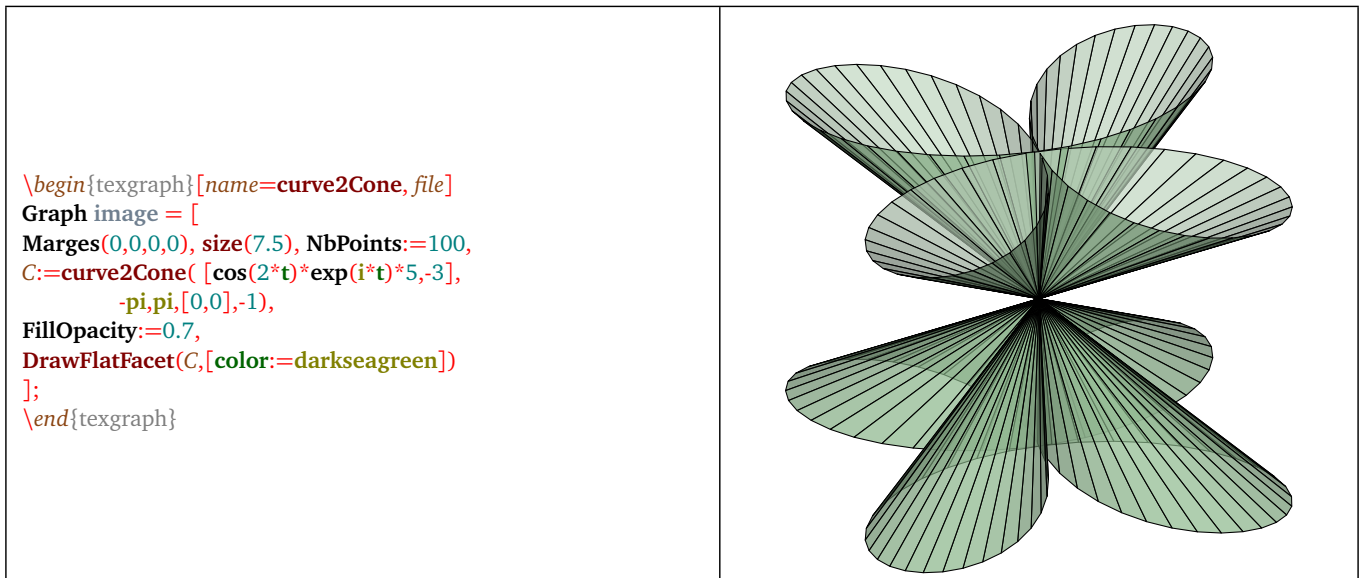 \begin{texgraph}[name=curve2Cone, file]
Graph image = [
Marges(0,0,0,0), size(7.5), NbPoints:=100,
C:=curve2Cone( [cos(2*t)*exp(i*t)*5,-3],
-pi,pi,[0,0],-1),
FillOpacity:=0.7,
DrawFlatFacet(C,[color:=darkseagreen])
];
\end{texgraph}